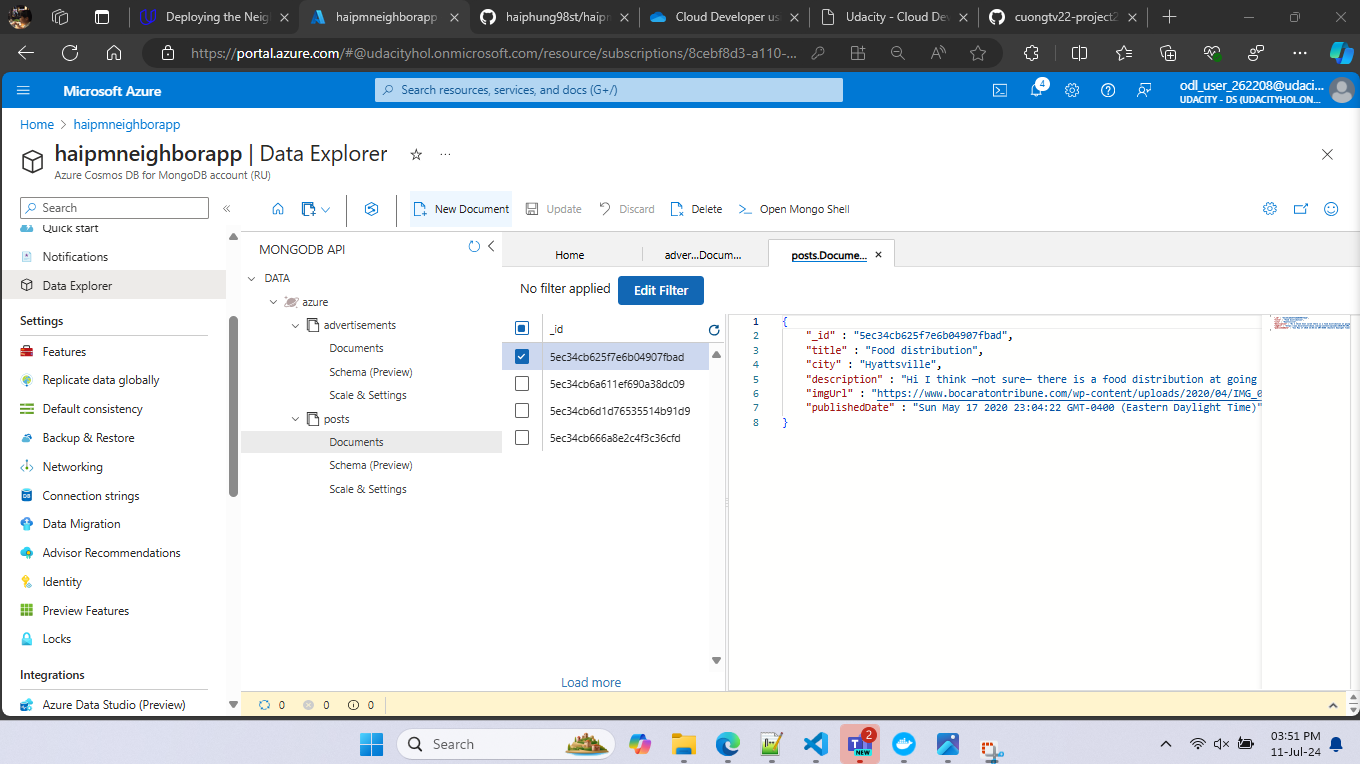 Deploying the Neigh
haipmneighborapp
haiphung98st/haipm
Cloud Developer us
Udacity - Cloud Dev
cuongtv22-project2
https://portal.azure.com/#@udacityhol.onmicrosoft.com/resource/subscriptions/8cebf8d3-a110-...
Microsoft Azure
Search resources, services, and docs (G+/)
4
odl_user_262208@udaci...
UDACITY - DS (UDACITYHOL.ON...
Home > haipmneighborapp
haipmneighborapp | Data Explorer
Azure Cosmos DB for MongoDB account (RU)
Search
New Document
Update
Discard
Delete
Open Mongo Shell
Quick start
Notifications
Data Explorer
Settings
Features
Replicate data globally
Default consistency
Backup & Restore
Networking
Connection strings
Data Migration
Advisor Recommendations
Identity
Preview Features
Locks
Integrations
Azure Data Studio (Preview)
MONGODB API
DATA
azure
advertisements
Documents
Schema (Preview)
Scale & Settings
posts
Documents
Schema (Preview)
Scale & Settings
Home
adver...Docum...
posts.Docume...
No filter applied
Edit Filter
_id
5ec34cb625f7e6b04907fbad
5ec34cb6a611ef690a38dc09
5ec34cb6d1d76535514b91d9
5ec34cb666a8e2c4f3c36cfd
Load more
1 {
2 "_id" : "5ec34cb625f7e6b04907fbad",
3 "title" : "Food distribution",
4 "city" : "Hyattsville",
5 "description" : "Hi I think —not sure— there is a food distribution at going
6 "imgUrl" : "https://www.bocaratontribune.com/wp-content/uploads/2020/04/IMG_0
7 "publishedDate" : "Sun May 17 2020 23:04:22 GMT-0400 (Eastern Daylight Time)"
8 }
0 0 0
Search
2
NEW
03:51 PM
11-Jul-24